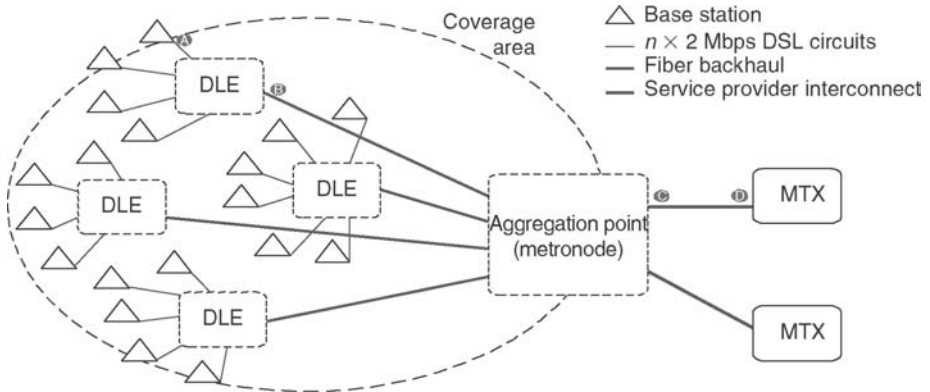 Coverage
area
Base station
n × 2 Mbps DSL circuits
Fiber backhaul
Service provider interconnect
A
DLE
B
DLE
DLE
DLE
Aggregation point
(metronode)
C
D
MTX
MTX